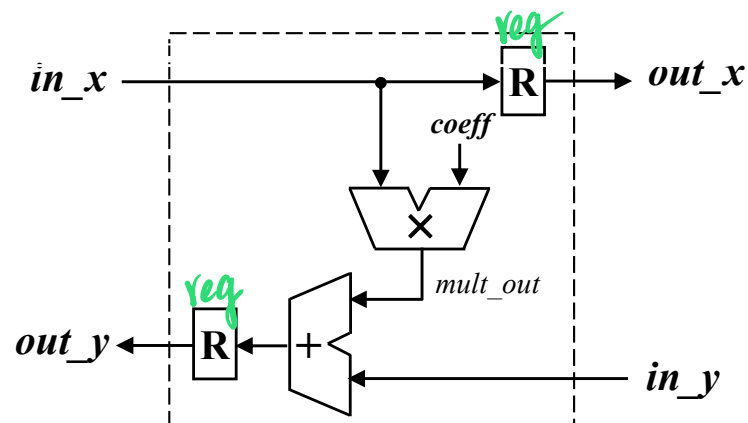 reg
in_x
R
out_x
coeff
×
mult_out
reg
out_y
R
+
in_y